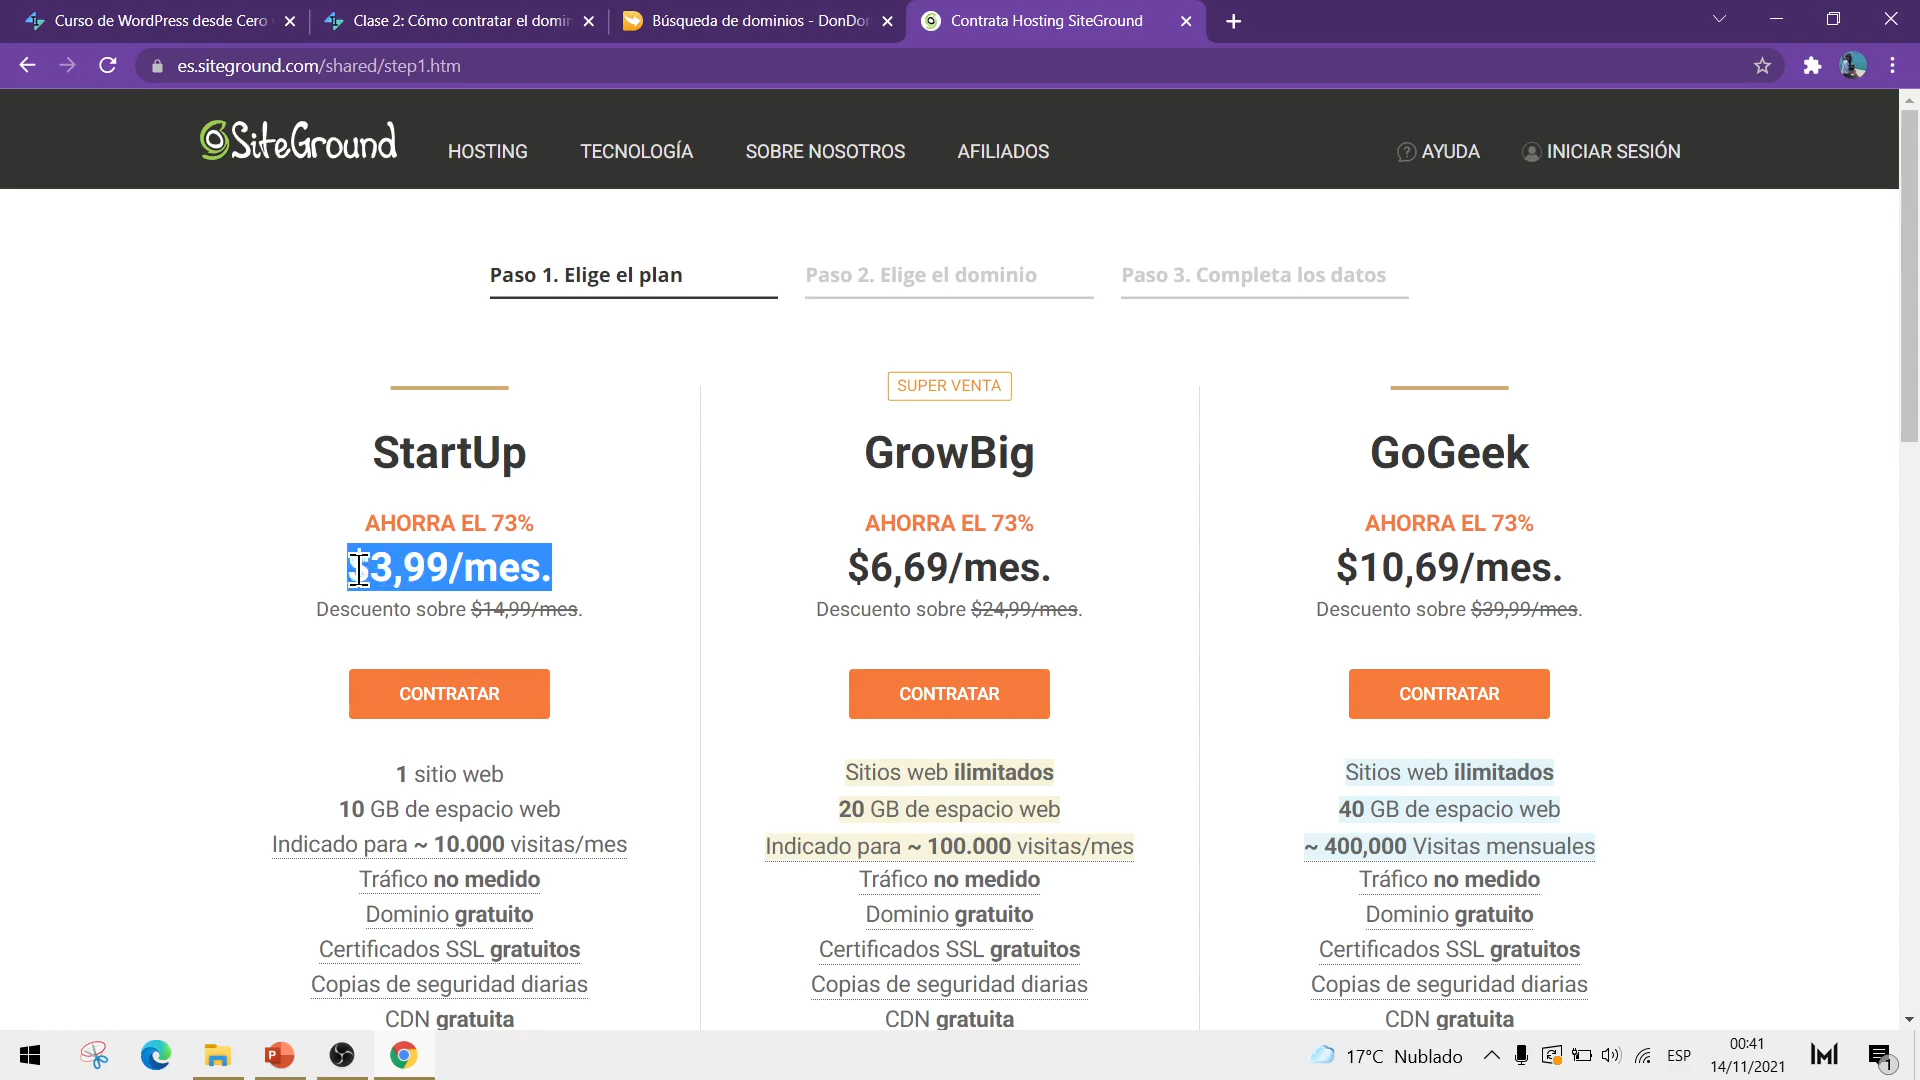 Curso de WordPress desde Cero
Clase 2: Cómo contratar el domin
Búsqueda de dominios - DonDor
Contrata Hosting SiteGround
es.siteground.com/shared/step1.htm
SiteGround
HOSTING
TECNOLOGÍA
SOBRE NOSOTROS
AFILIADOS
AYUDA
INICIAR SESIÓN
Paso 1. Elige el plan
Paso 2. Elige el dominio
Paso 3. Completa los datos
StartUp
AHORRA EL 73%
$3,99/mes.
Descuento sobre $14,99/mes.
CONTRATAR
1 sitio web
10 GB de espacio web
Indicado para ~ 10.000 visitas/mes
Tráfico no medido
Dominio gratuito
Certificados SSL gratuitos
Copias de seguridad diarias
CDN gratuita
SUPER VENTA
GrowBig
AHORRA EL 73%
$6,69/mes.
Descuento sobre $24,99/mes.
CONTRATAR
Sitios web ilimitados
20 GB de espacio web
Indicado para ~ 100.000 visitas/mes
Tráfico no medido
Dominio gratuito
Certificados SSL gratuitos
Copias de seguridad diarias
CDN gratuita
GoGeek
AHORRA EL 73%
$10,69/mes.
Descuento sobre $39,99/mes.
CONTRATAR
Sitios web ilimitados
40 GB de espacio web
~ 400,000 Visitas mensuales
Tráfico no medido
Dominio gratuito
Certificados SSL gratuitos
Copias de seguridad diarias
CDN gratuita
17°C Nublado
ESP
00:41
14/11/2021
1